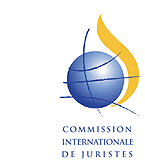 COMMISSION
INTERNATIONALE
DE JURISTES